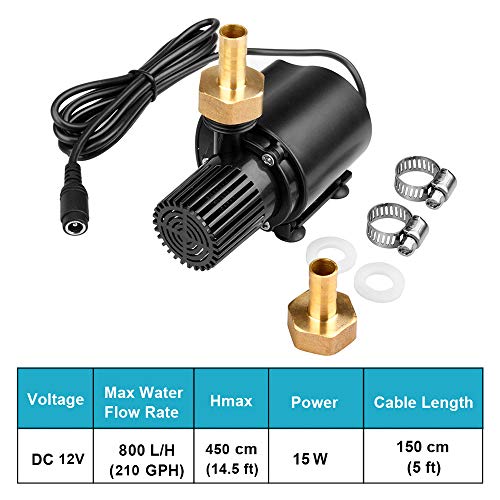 Voltage
Max Water
Flow Rate
Hmax
Power
Cable Length
DC 12V
800 L/H
(210 GPH)
450 cm
(14.5 ft)
15 W
150 cm
(5 ft)